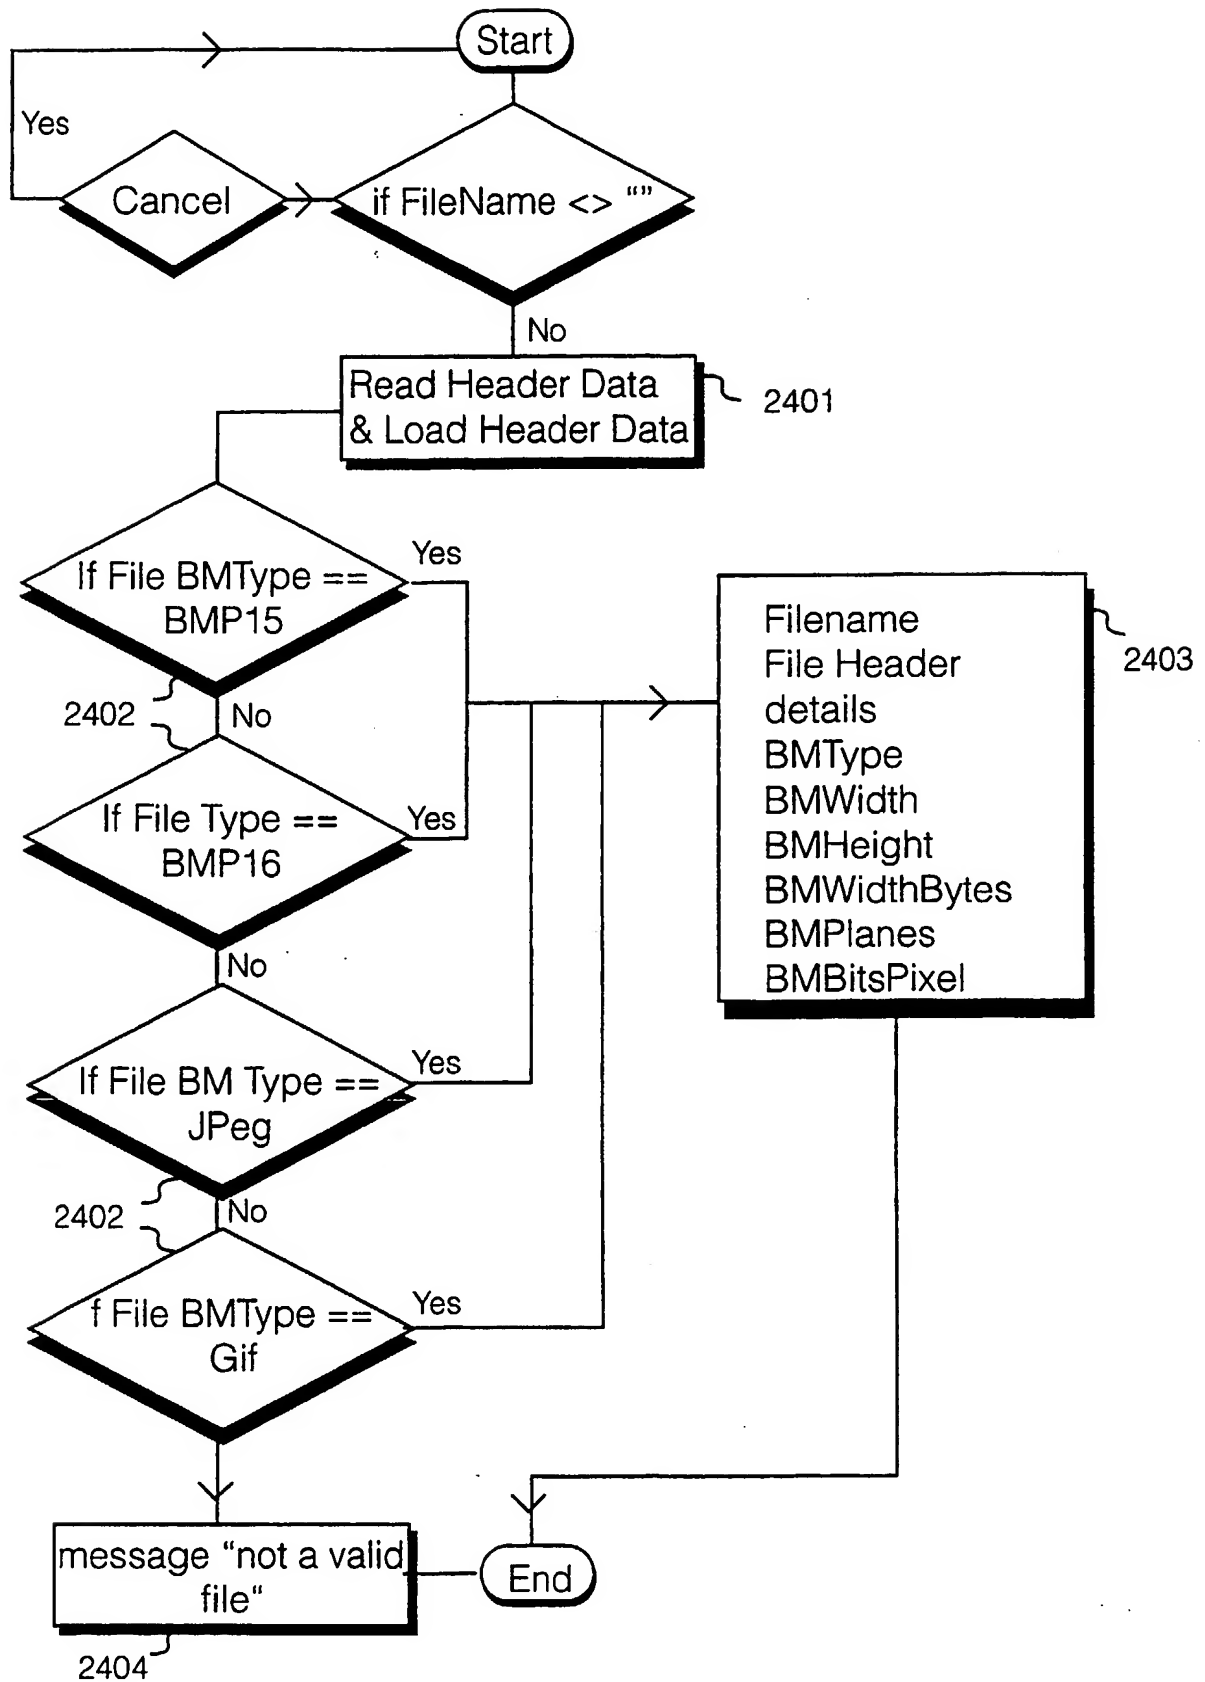 Start
Yes
Cancel
if FileName <> “”
No
Read Header Data
& Load Header Data
2401
If File BMType ==
BMP15
Yes
2402
No
If File Type ==
BMP16
Yes
No
If File BM Type ==
JPeg
Yes
2402
No
f File BMType ==
Gif
Yes
Filename
File Header
details
BMType
BMWidth
BMHeight
BMWidthBytes
BMPlanes
BMBitsPixel
2403
message “not a valid
file“
2404
End